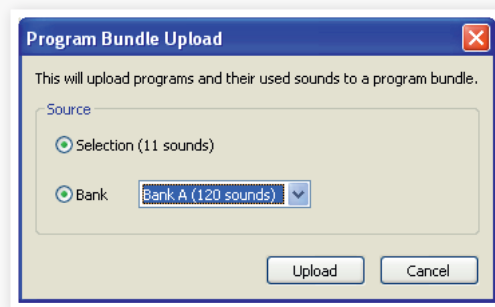 Program Bundle Upload
This will upload programs and their used sounds to a program bundle.
Source
Selection (11 sounds)
Bank
Bank A (120 sounds)
Upload
Cancel